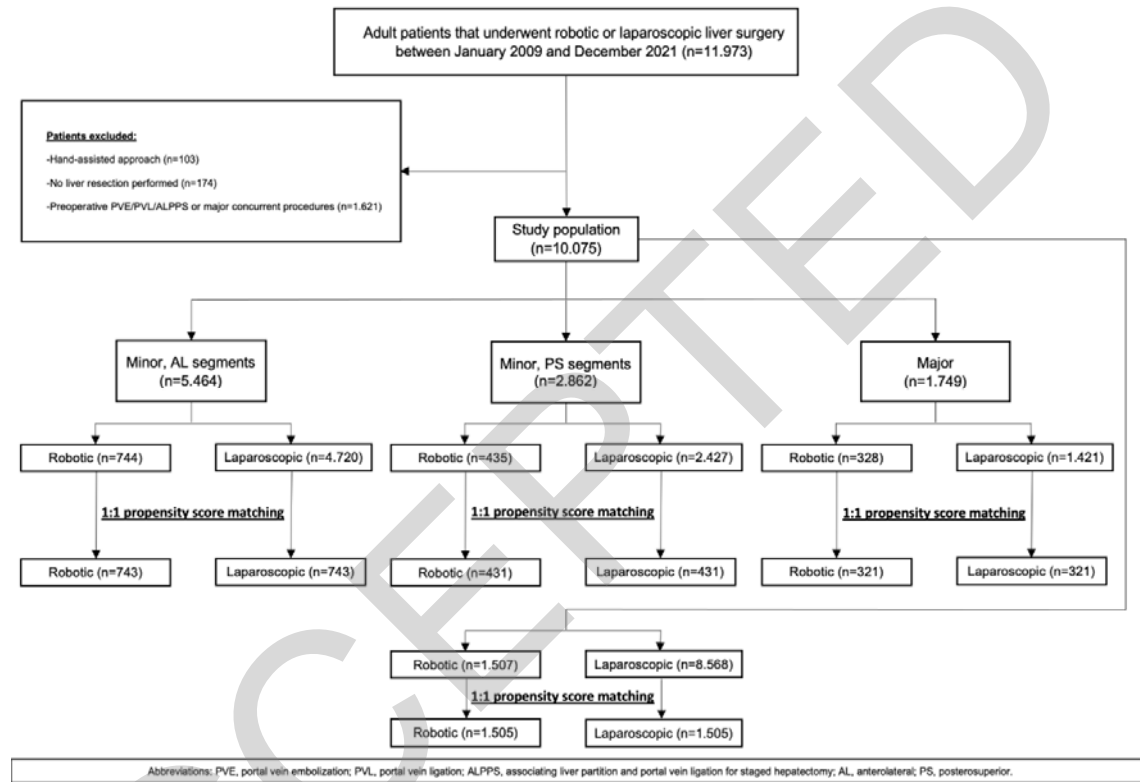 Adult patients that underwent robotic or laparoscopic liver surgery
between January 2009 and December 2021 (n=11.973)
Patients excluded:
-Hand-assisted approach (n=103)
-No liver resection performed (n=174)
-Preoperative PVE/PVL/ALPPS or major concurrent procedures (n=1.621)
Study population
(n=10.075)
Minor, AL segments
(n=5.464)
Minor, PS segments
(n=2.862)
Major
(n=1.749)
Robotic (n=744)
Laparoscopic (n=4.720)
Robotic (n=435)
Laparoscopic (n=2.427)
Robotic (n=328)
Laparoscopic (n=1.421)
1:1 propensity score matching
1:1 propensity score matching
1:1 propensity score matching
Robotic (n=743)
Laparoscopic (n=743)
Robotic (n=431)
Laparoscopic (n=431)
Robotic (n=321)
Laparoscopic (n=321)
Robotic (n=1.507)
Laparoscopic (n=8.568)
1:1 propensity score matching
Robotic (n=1.505)
Laparoscopic (n=1.505)
Abbreviations: PVE, portal vein embolization; PVL, portal vein ligation; ALPPS, associating liver partition and portal vein ligation for staged hepatectomy; AL, anterolateral; PS, posterosuperior.
CCEPTED